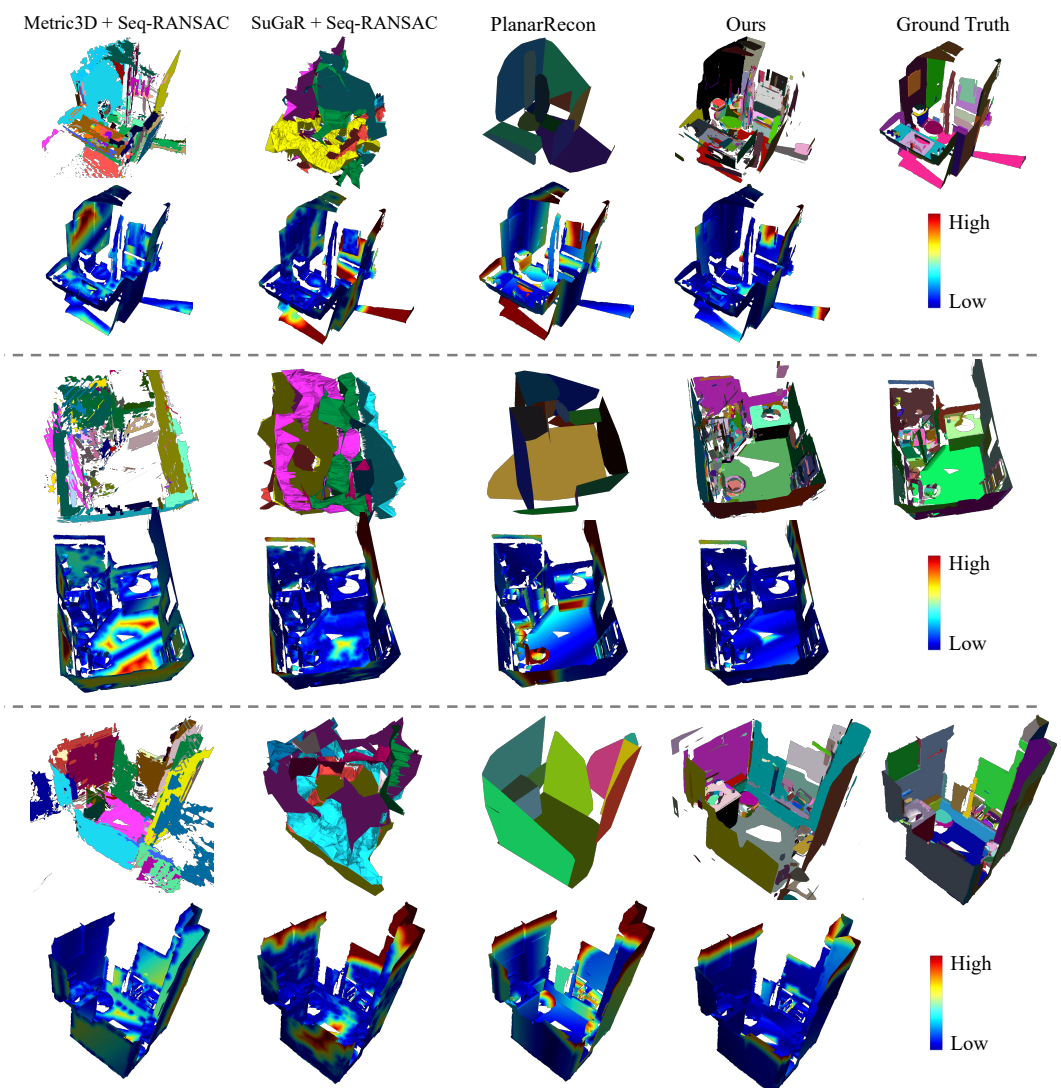 Metric3D + Seq-RANSAC SuGaR + Seq-RANSAC PlanarRecon Ours Ground Truth
High
Low
High
Low
High
Low